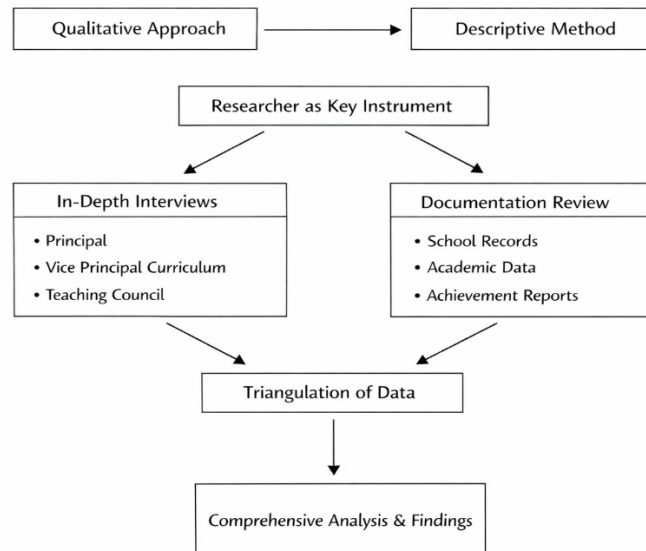 Qualitative Approach
Descriptive Method
Researcher as Key Instrument
In-Depth Interviews
• Principal
• Vice Principal Curriculum
• Teaching Council
Documentation Review
• School Records
• Academic Data
• Achievement Reports
Triangulation of Data
Comprehensive Analysis & Findings